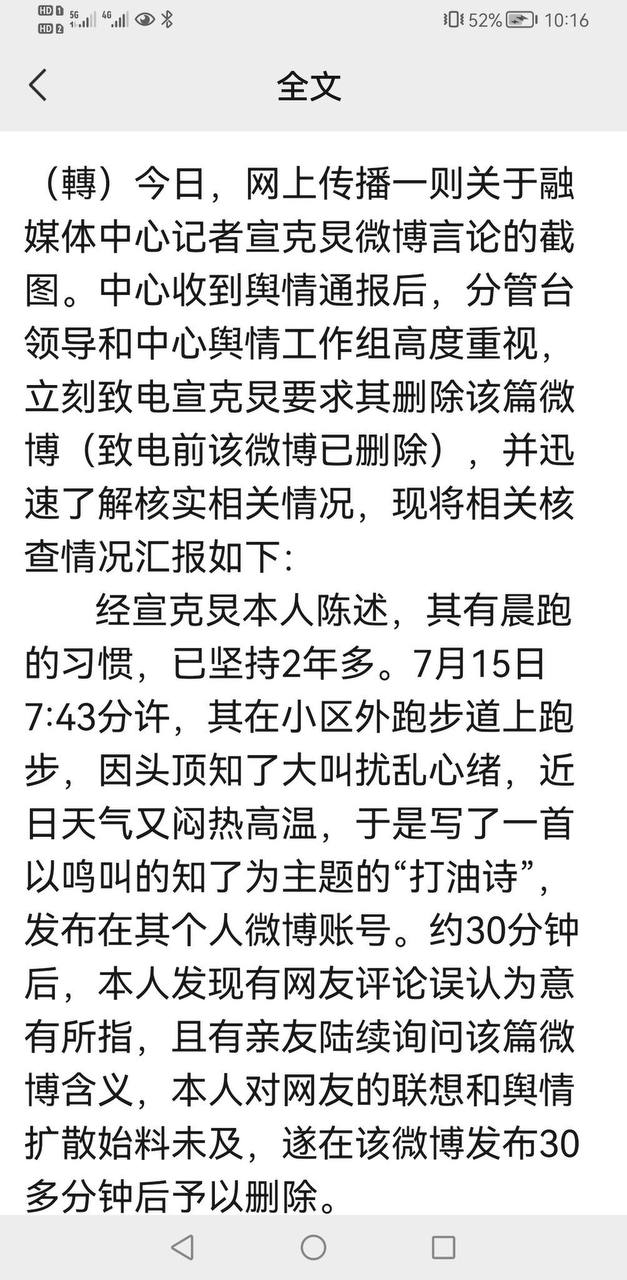 HD 1 5G 4G 52% 10:16
HD 2
全文
（轉）今日，网上传播一则关于融
媒体中心记者宣克炅微博言论的截
图。中心收到舆情通报后，分管台
领导和中心舆情工作组高度重视，
立刻致电宣克炅要求其删除该篇微
博（致电前该微博已删除），并迅
速了解核实相关情况，现将相关核
查情况汇报如下：
经宣克炅本人陈述，其有晨跑
的习惯，已坚持2年多。7月15日
7:43分许，其在小区外跑步道上跑
步，因头顶知了大叫扰乱心绪，近
日天气又闷热高温，于是写了一首
以鸣叫的知了为主题的“打油诗”，
发布在其个人微博账号。约30分钟
后，本人发现有网友评论误认为意
有所指，且有亲友陆续询问该篇微
博含义，本人对网友的联想和舆情
扩散始料未及，遂在该微博发布30
多分钟后予以删除。